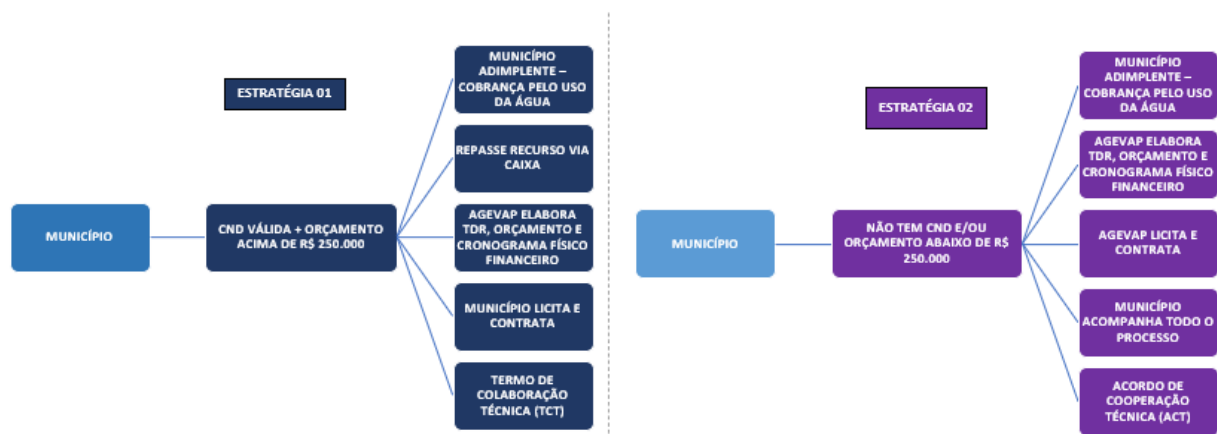 ESTRATÉGIA 01
MUNICÍPIO
CND VÁLIDA + ORÇAMENTO
ACIMA DE R$ 250.000
MUNICÍPIO
ADIMPLENTE –
COBRANÇA PELO USO
DA ÁGUA
REPASSE RECURSO VIA
CAIXA
AGEVAP ELABORA
TDR, ORÇAMENTO E
CRONOGRAMA FÍSICO
FINANCEIRO
MUNICÍPIO LICITA E
CONTRATA
TERMO DE
COLABORAÇÃO
TÉCNICA (TCT)
ESTRATÉGIA 02
MUNICÍPIO
NÃO TEM CND E/OU
ORÇAMENTO ABAIXO DE R$
250.000
MUNICÍPIO
ADIMPLENTE –
COBRANÇA PELO USO
DA ÁGUA
AGEVAP ELABORA
TDR, ORÇAMENTO E
CRONOGRAMA FÍSICO
FINANCEIRO
AGEVAP LICITA E
CONTRATA
MUNICÍPIO
ACOMPANHA TODO O
PROCESSO
ACORDO DE
COOPERAÇÃO
TÉCNICA (ACT)